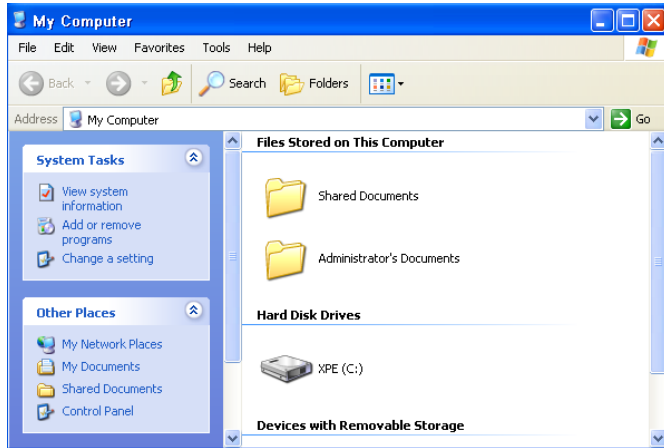 My Computer
File Edit View Favorites Tools Help
Back Search Folders
Address My Computer Go
System Tasks
View system
information
Add or remove
programs
Change a setting
Other Places
My Network Places
My Documents
Shared Documents
Control Panel
Files Stored on This Computer
Shared Documents
Administrator's Documents
Hard Disk Drives
XPE (C:)
Devices with Removable Storage